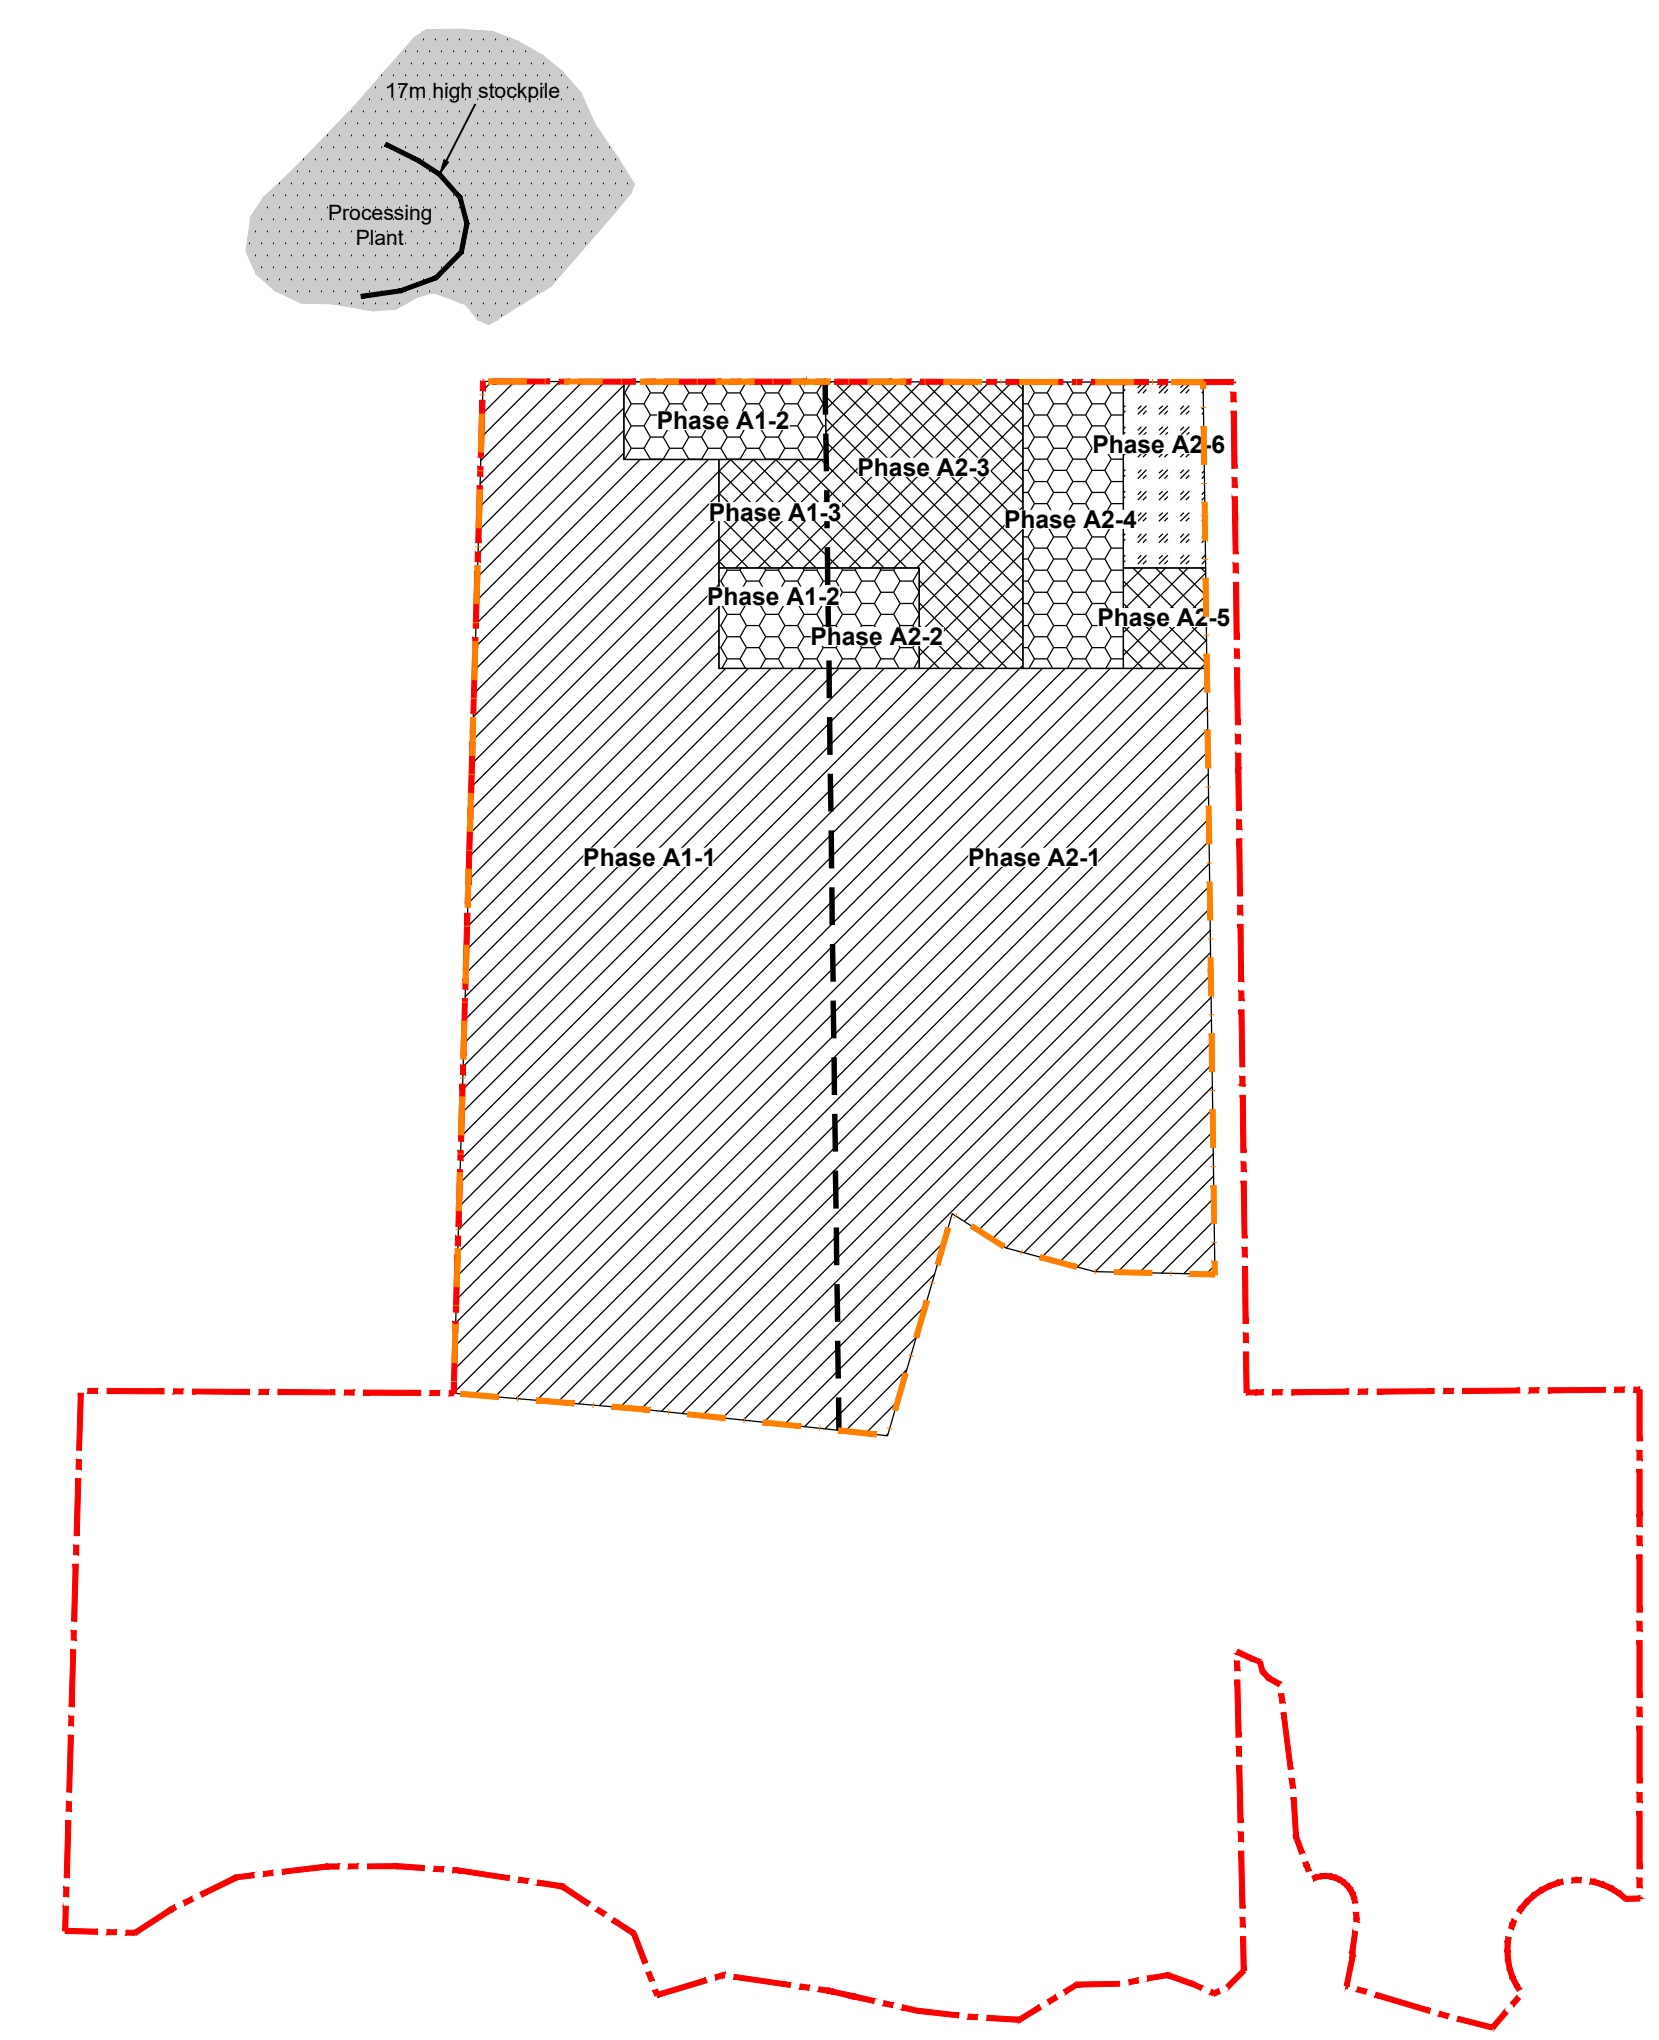 17m high stockpile
Processing
Plant
Phase A1-2
Phase A2-6
Phase A2-3
Phase A1-3
Phase A2-4
Phase A1-2
Phase A2-5
Phase A2-2
Phase A1-1
Phase A2-1